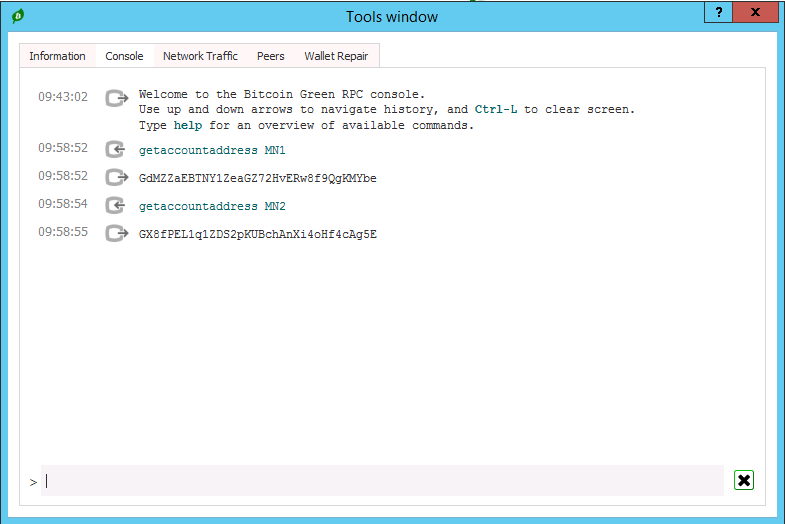 Tools window
?
x
Information Console Network Traffic Peers Wallet Repair
09:43:02 Welcome to the Bitcoin Green RPC console.
Use up and down arrows to navigate history, and Ctrl-L to clear screen.
Type help for an overview of available commands.
09:58:52 getaccountaddress MN1
09:58:52 GdMZZaEBTNY1ZeaGZ72HvERw8f9QgKMYbe
09:58:54 getaccountaddress MN2
09:58:55 GX8fPEL1q1ZDS2pKUBchAnXi4oHf4cAg5E
>